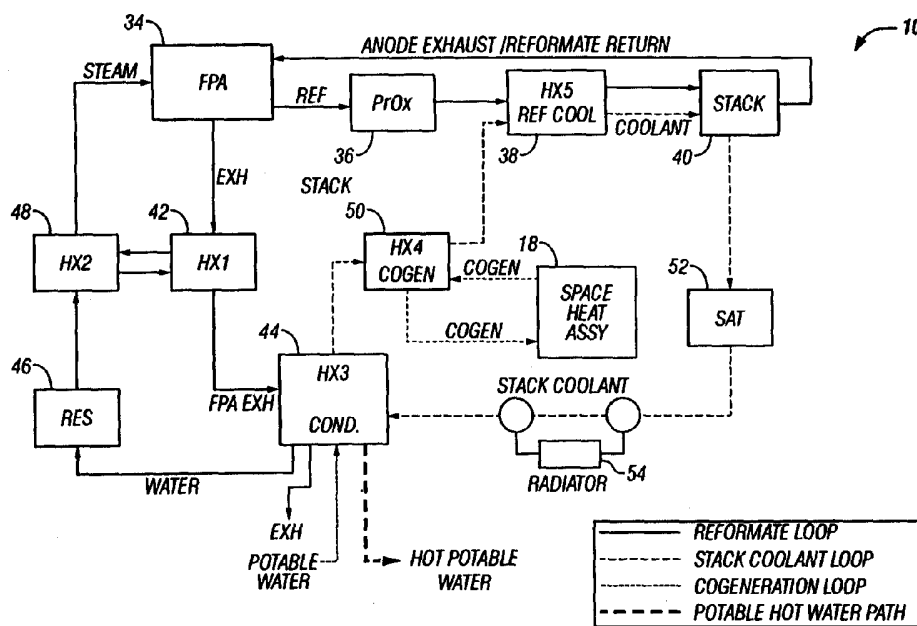 34
ANODE EXHAUST /REFORMATE RETURN
10
STEAM
FPA
REF
PrOx
HX5
REF COOL
STACK
COOLANT
36
38
40
EXH
STACK
48
42
50
HX2
HX1
HX4
COGEN
18
COGEN
SPACE
HEAT
ASSY
COGEN
52
SAT
44
46
HX3
COND.
RES
FPA EXH
STACK COOLANT
54
RADIATOR
WATER
EXH
POTABLE
WATER
HOT POTABLE
WATER
REFORMATE LOOP
STACK COOLANT LOOP
COGENERATION LOOP
POTABLE HOT WATER PATH